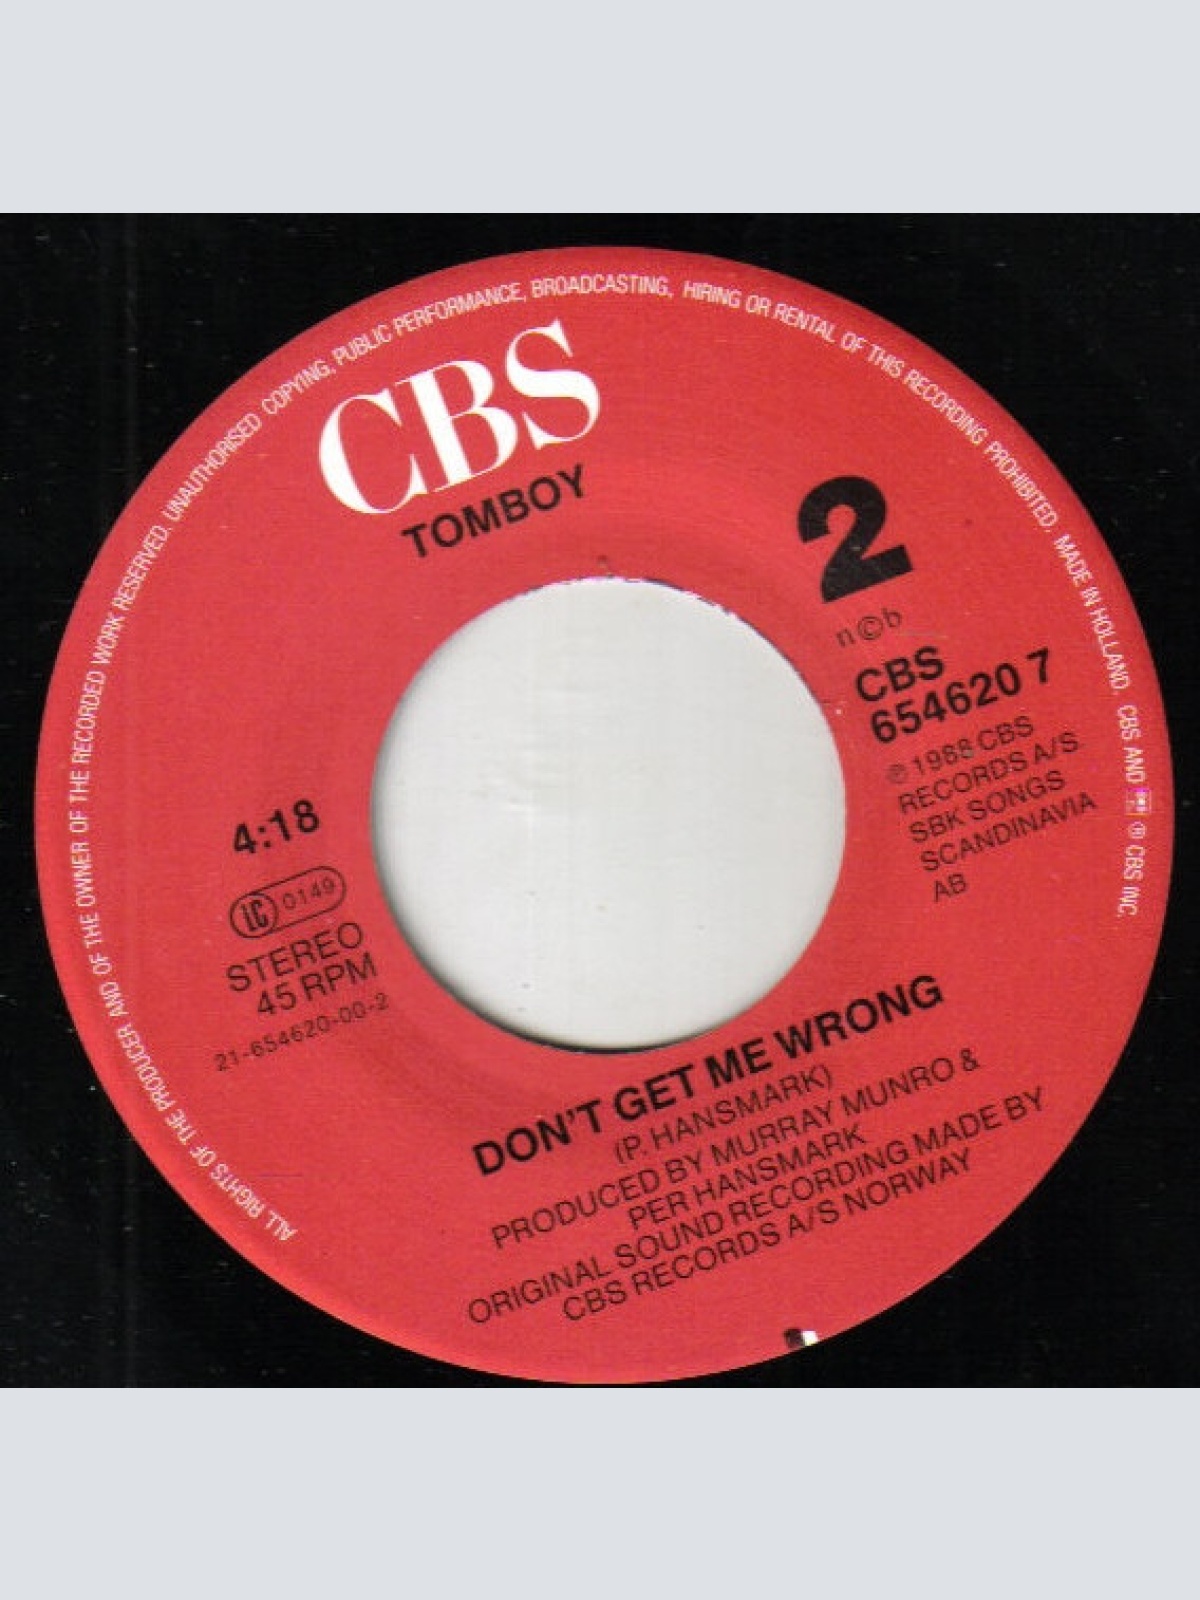 ALL RIGHTS OF THE PRODUCER AND OF THE OWNER OF THE RECORDED WORK RESERVED. UNAUTHORISED COPYING, PUBLIC PERFORMANCE, BROADCASTING, HIRING OR RENTAL OF THIS RECORDING PROHIBITED. MADE IN HOLLAND. CBS AND ® CBS INC.
CBS
TOMBOY
2
n©b
CBS
654620 7
℗ 1988 CBS
RECORDS A/S
SBK SONGS
SCANDINAVIA
AB
4:18
LC 0149
STEREO
45 RPM
21-654620-00-2
DON'T GET ME WRONG
(P. HANSMARK)
PRODUCED BY MURRAY MUNRO &
PER HANSMARK
ORIGINAL SOUND RECORDING MADE BY
CBS RECORDS A/S NORWAY